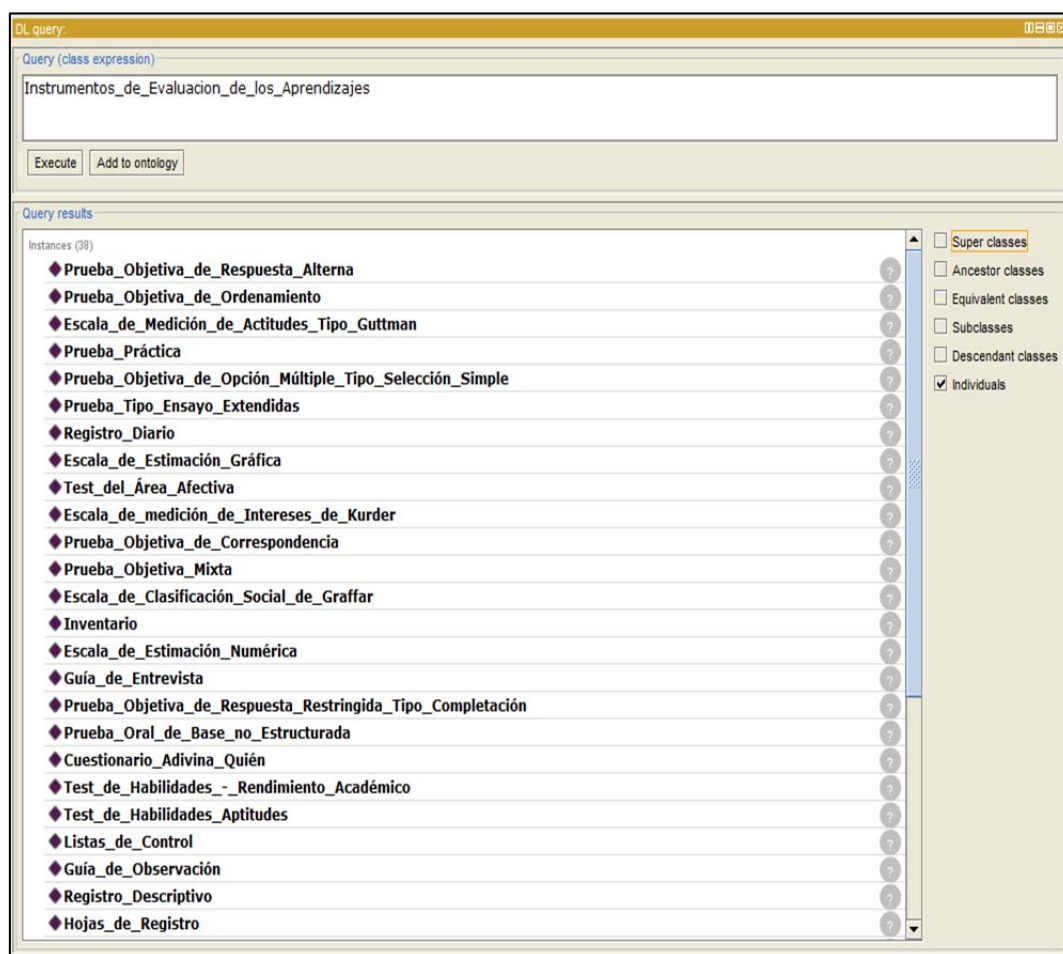 DL query:
Query (class expression)
Instrumentos_de_Evaluacion_de_los_Aprendizajes
Execute Add to ontology
Query results
Instances (38)
Prueba_Objetiva_de_Respuesta_Alterna
Prueba_Objetiva_de_Ordenamiento
Escala_de_Medición_de_Actitudes_Tipo_Guttman
Prueba_Práctica
Prueba_Objetiva_de_Opción_Múltiple_Tipo_Selección_Simple
Prueba_Tipo_Ensayo_Extendidas
Registro_Diario
Escala_de_Estimación_Gráfica
Test_del_Área_Afectiva
Escala_de_medición_de_Intereses_de_Kurder
Prueba_Objetiva_de_Correspondencia
Prueba_Objetiva_Mixta
Escala_de_Clasificación_Social_de_Graffar
Inventario
Escala_de_Estimación_Numérica
Guía_de_Entrevista
Prueba_Objetiva_de_Respuesta_Restringida_Tipo_Completación
Prueba_Oral_de_Base_no_Estructurada
Cuestionario_Adivina_Quién
Test_de_Habilidades_-_Rendimiento_Académico
Test_de_Habilidades_Aptitudes
Listas_de_Control
Guía_de_Observación
Registro_Descriptivo
Hojas_de_Registro
Super classes
Ancestor classes
Equivalent classes
Subclasses
Descendant classes
Individuals